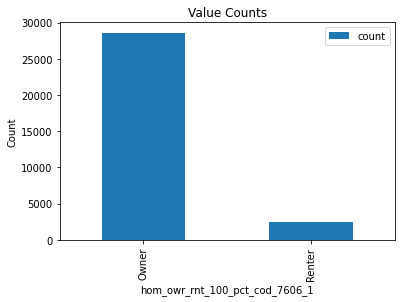 Value Counts
30000
25000
20000
15000
10000
5000
0
Count
count
Owner
Renter
hom_owr_rnt_100_pct_cod_7606_1